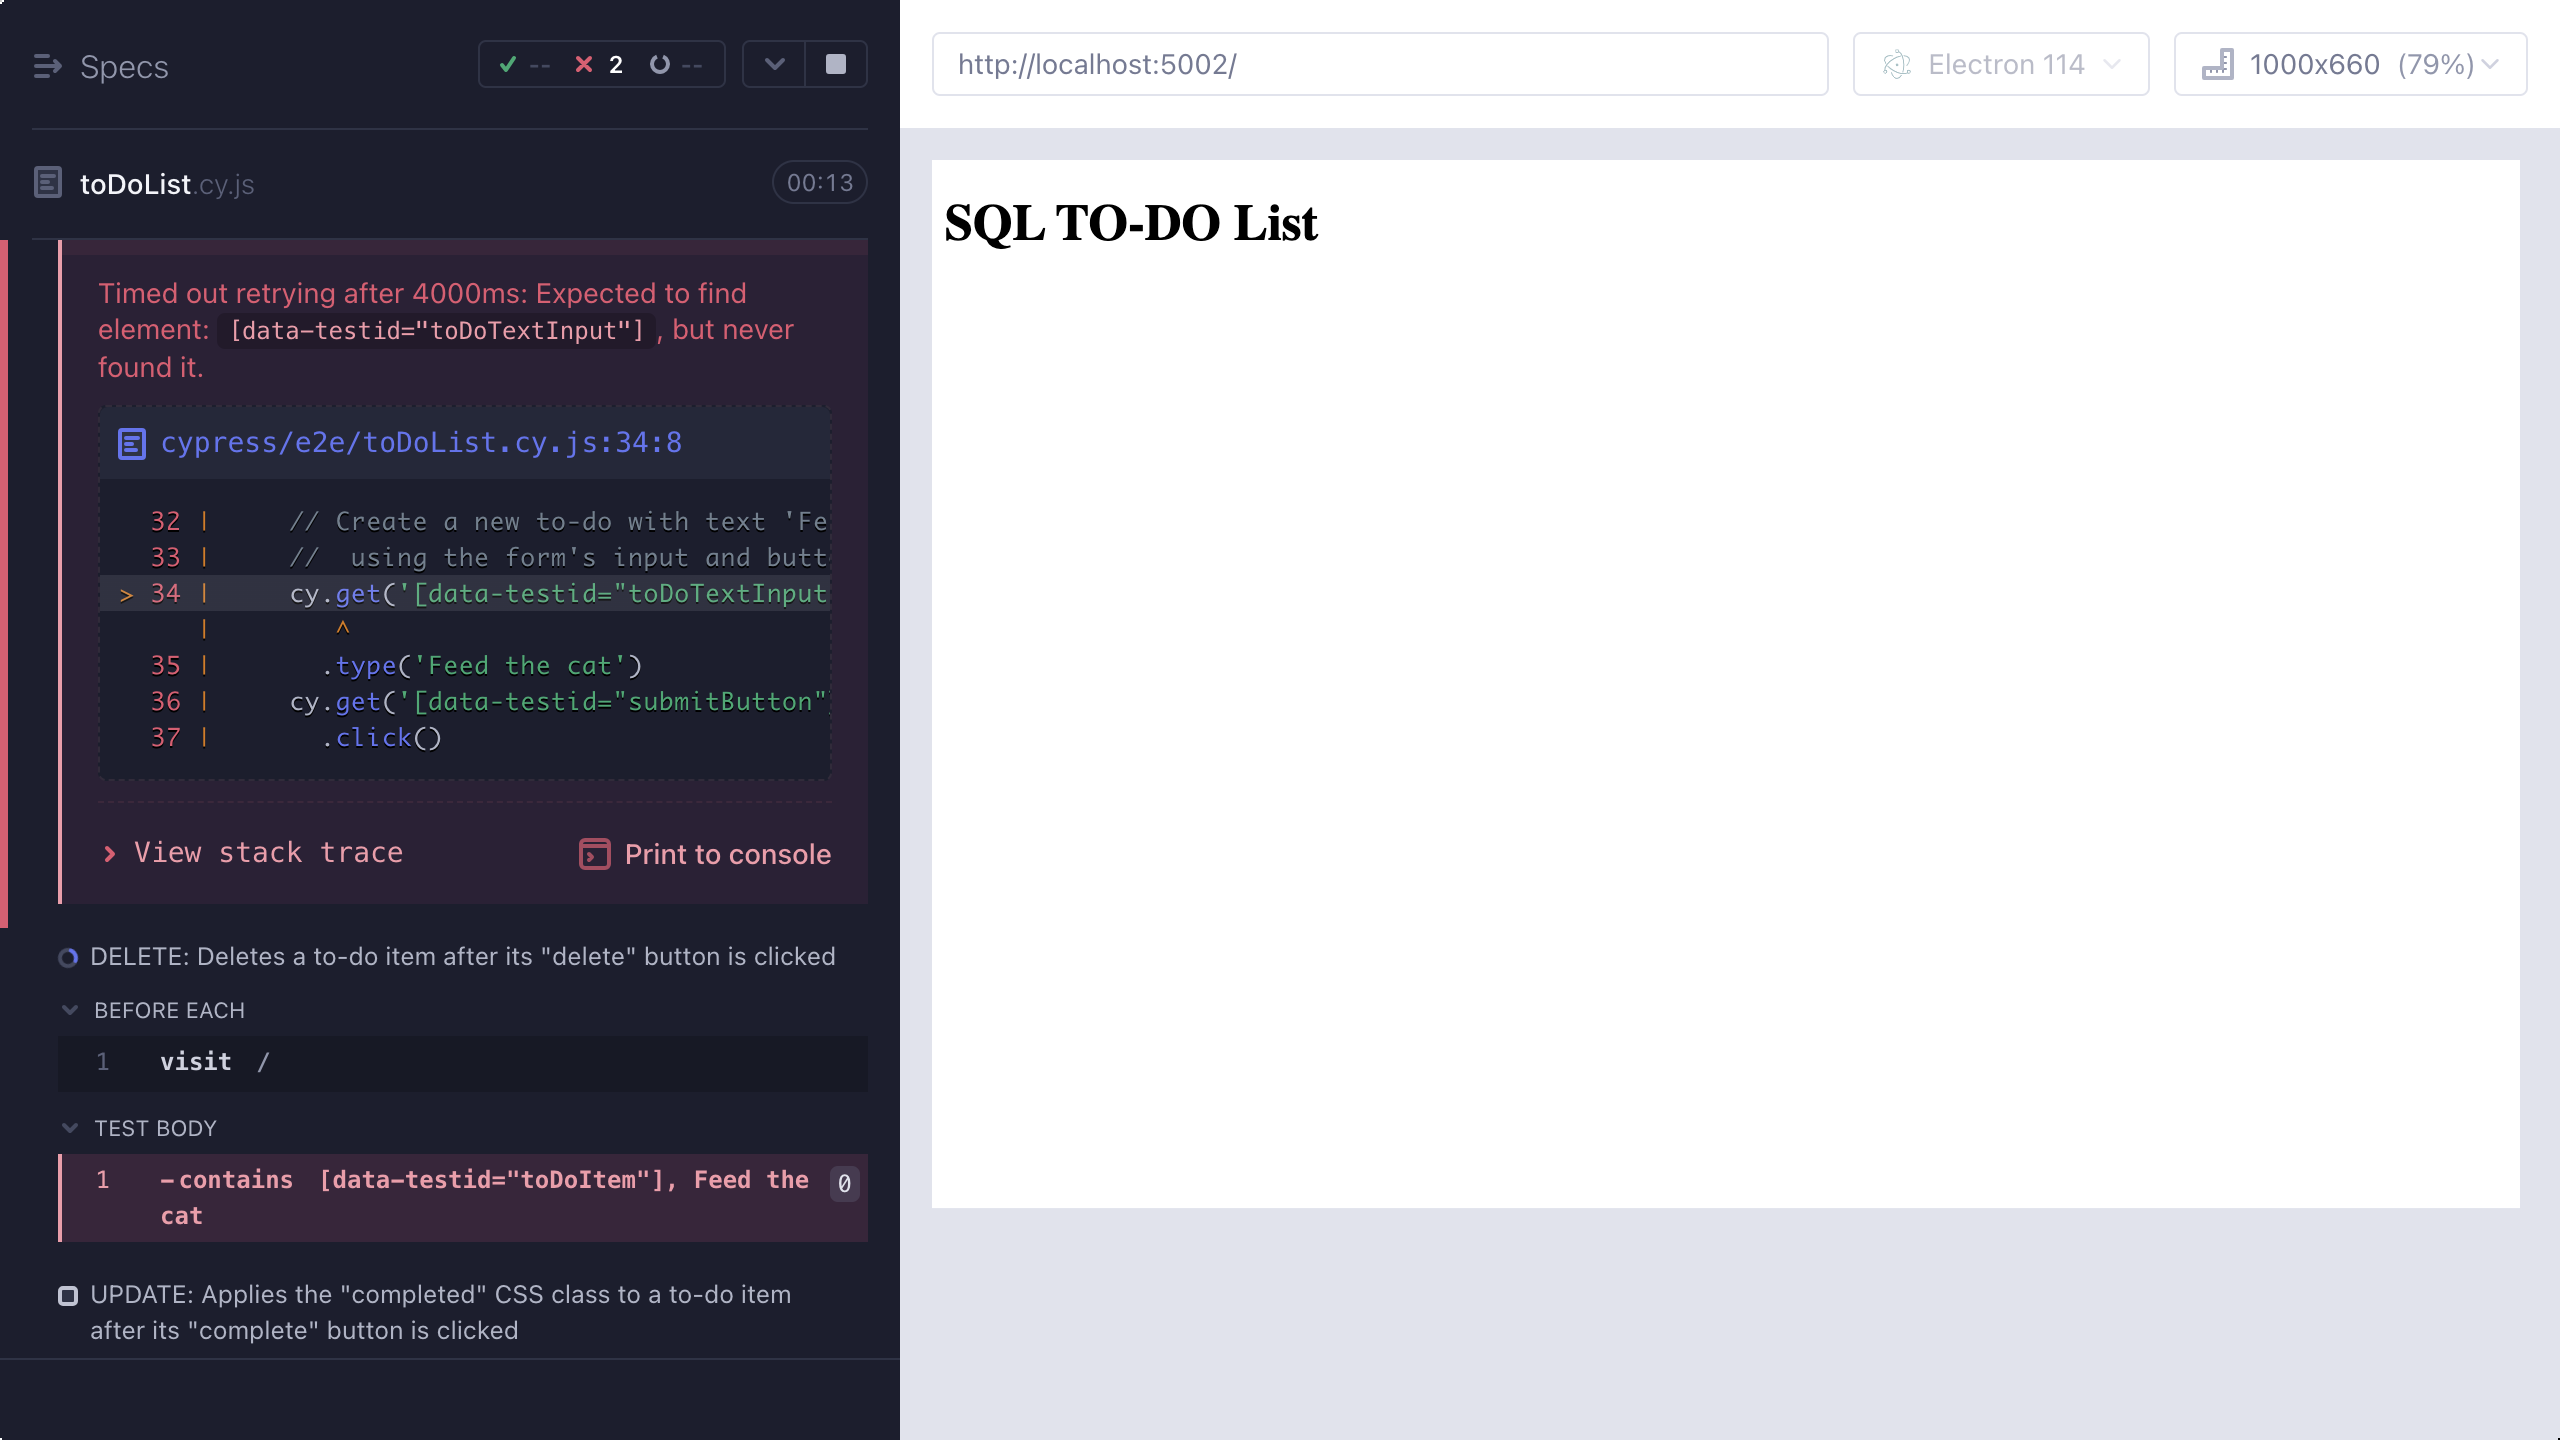 Specs
-- 2 --
toDoList.cy.js
00:13
Timed out retrying after 4000ms: Expected to find
element: [data-testid="toDoTextInput"], but never
found it.
cypress/e2e/toDoList.cy.js:34:8
32 | // Create a new to-do with text 'Fe
33 | //  using the form's input and butt
> 34 | cy.get('[data-testid="toDoTextInput
| ^
35 | .type('Feed the cat')
36 | cy.get('[data-testid="submitButton"
37 | .click()
View stack trace
Print to console
DELETE: Deletes a to-do item after its "delete" button is clicked
BEFORE EACH
1 visit /
TEST BODY
1 -contains [data-testid="toDoItem"], Feed the 0
cat
UPDATE: Applies the "completed" CSS class to a to-do item
after its "complete" button is clicked
http://localhost:5002/
Electron 114
1000x660 (79%)
SQL TO-DO List